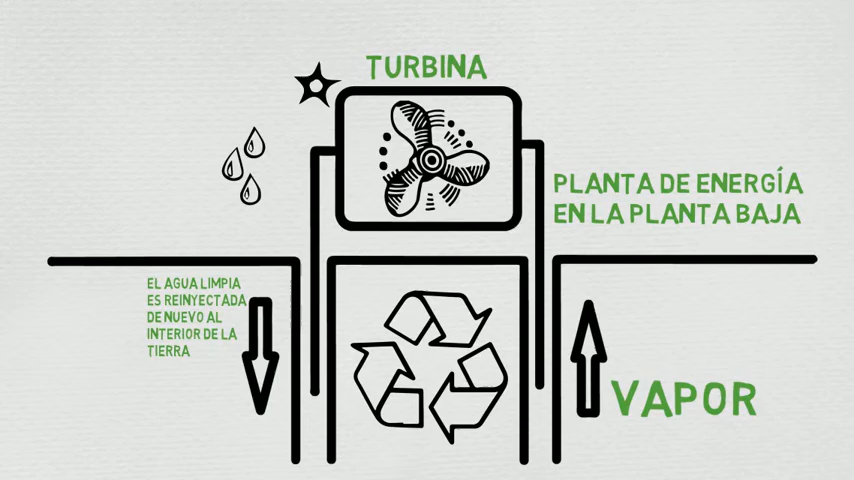 TURBINA
PLANTA DE ENERGÍA
EN LA PLANTA BAJA
EL AGUA LIMPIA
ES REINYECTADA
DE NUEVO AL
INTERIOR DE LA
TIERRA
VAPOR